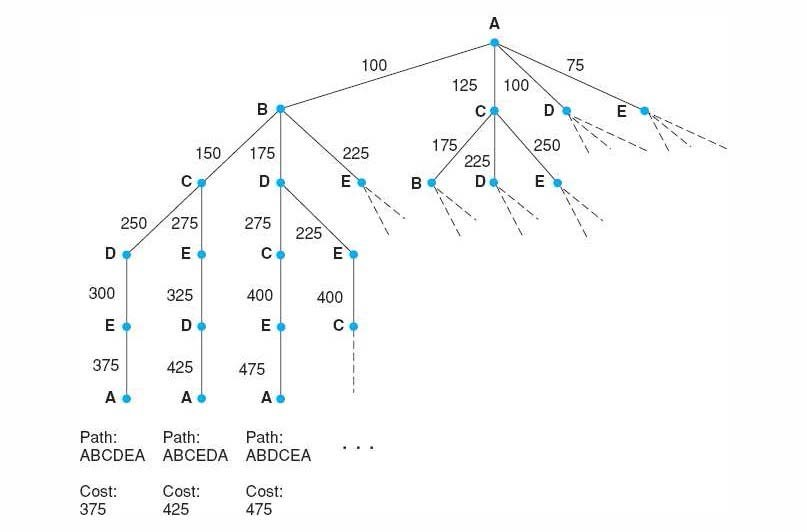 A
100
125
100
75
B
C
D
E
150
175
225
175
225
250
C
D
E
B
D
E
250
275
275
225
D
E
C
E
300
325
400
400
E
D
E
C
375
425
475
A
A
A
Path:
ABCDEA
Path:
ABCEDA
Path:
ABDCEA
. . .
Cost:
375
Cost:
425
Cost:
475